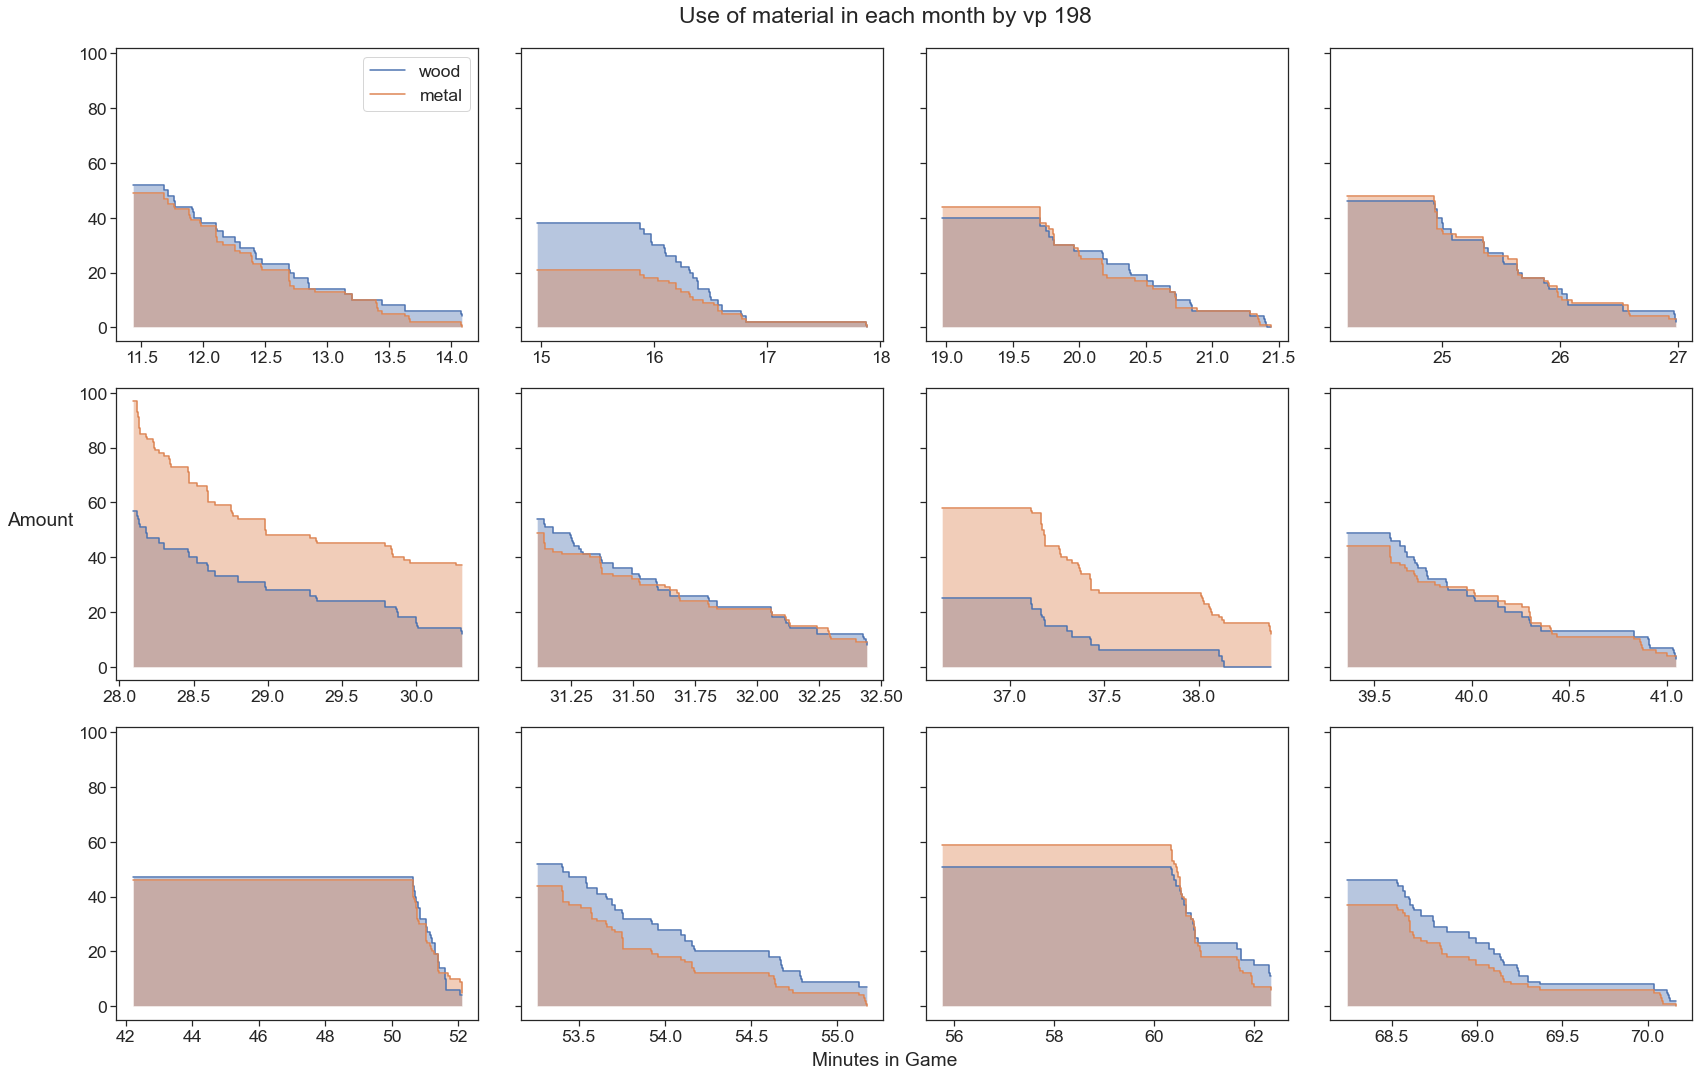 Use of material in each month by vp 198
100
80
60
40
20
0
wood
metal
11.5 12.0 12.5 13.0 13.5 14.0
15 16 17 18
19.0 19.5 20.0 20.5 21.0 21.5
25 26 27
Amount
100
80
60
40
20
0
28.0 28.5 29.0 29.5 30.0
31.25 31.50 31.75 32.00 32.25 32.50
37.0 37.5 38.0
39.5 40.0 40.5 41.0
100
80
60
40
20
0
42 44 46 48 50 52
53.5 54.0 54.5 55.0
56 58 60 62
68.5 69.0 69.5 70.0
Minutes in Game